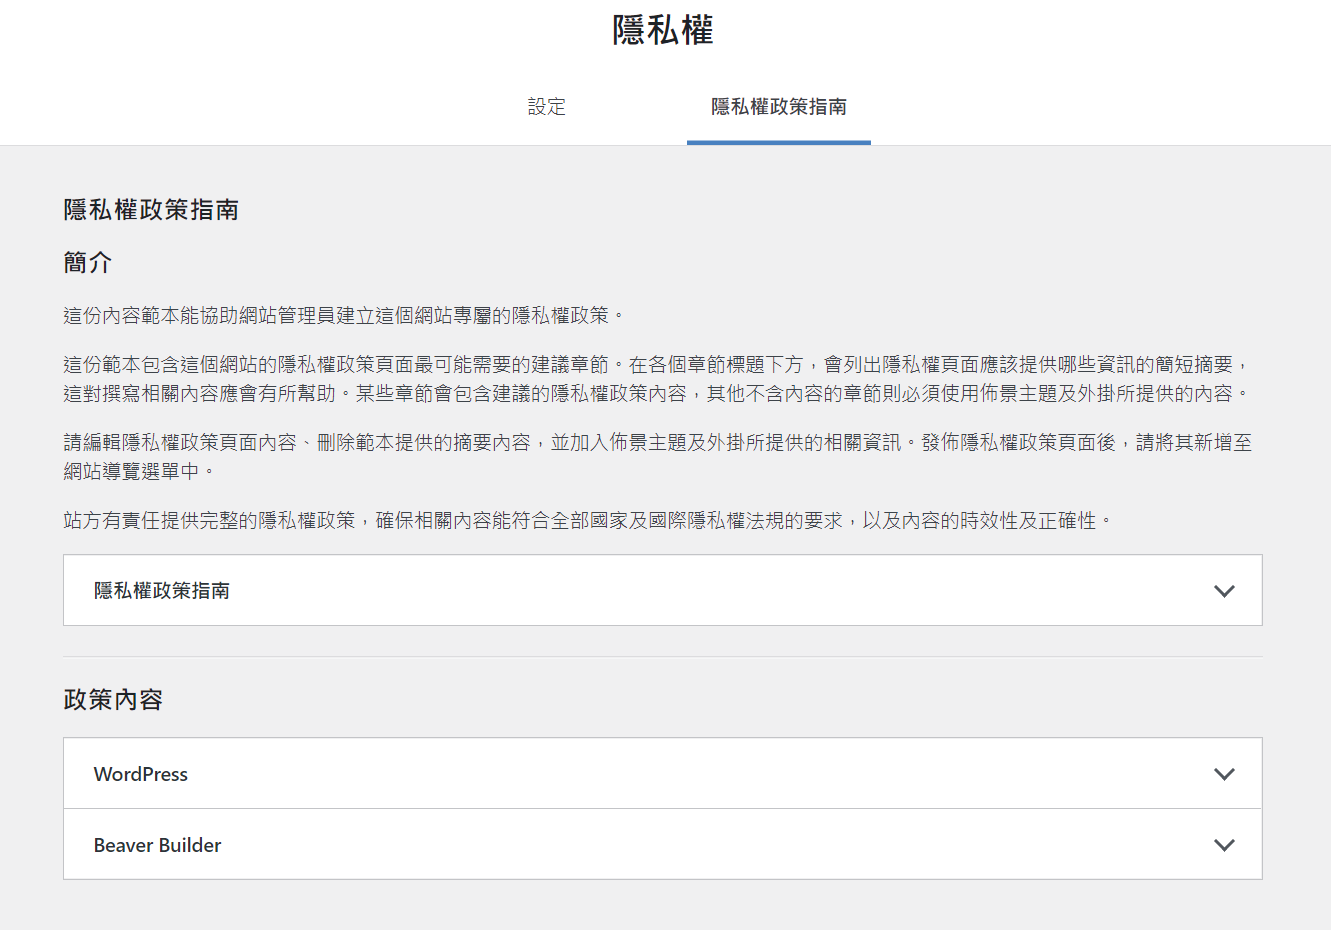 隱私權
設定
隱私權政策指南
隱私權政策指南
簡介
這份內容範本能協助網站管理員建立這個網站專屬的隱私權政策。
這份範本包含這個網站的隱私權政策頁面最可能需要的建議章節。在各個章節標題下方，會列出隱私權頁面應該提供哪些資訊的簡短摘要，
這對撰寫相關內容應會有所幫助。某些章節會包含建議的隱私權政策內容，其他不含內容的章節則必須使用佈景主題及外掛所提供的內容。
請編輯隱私權政策頁面內容、刪除範本提供的摘要內容，並加入佈景主題及外掛所提供的相關資訊。發佈隱私權政策頁面後，請將其新增至
網站導覽選單中。
站方有責任提供完整的隱私權政策，確保相關內容能符合全部國家及國際隱私權法規的要求，以及內容的時效性及正確性。
隱私權政策指南
政策內容
WordPress
Beaver Builder